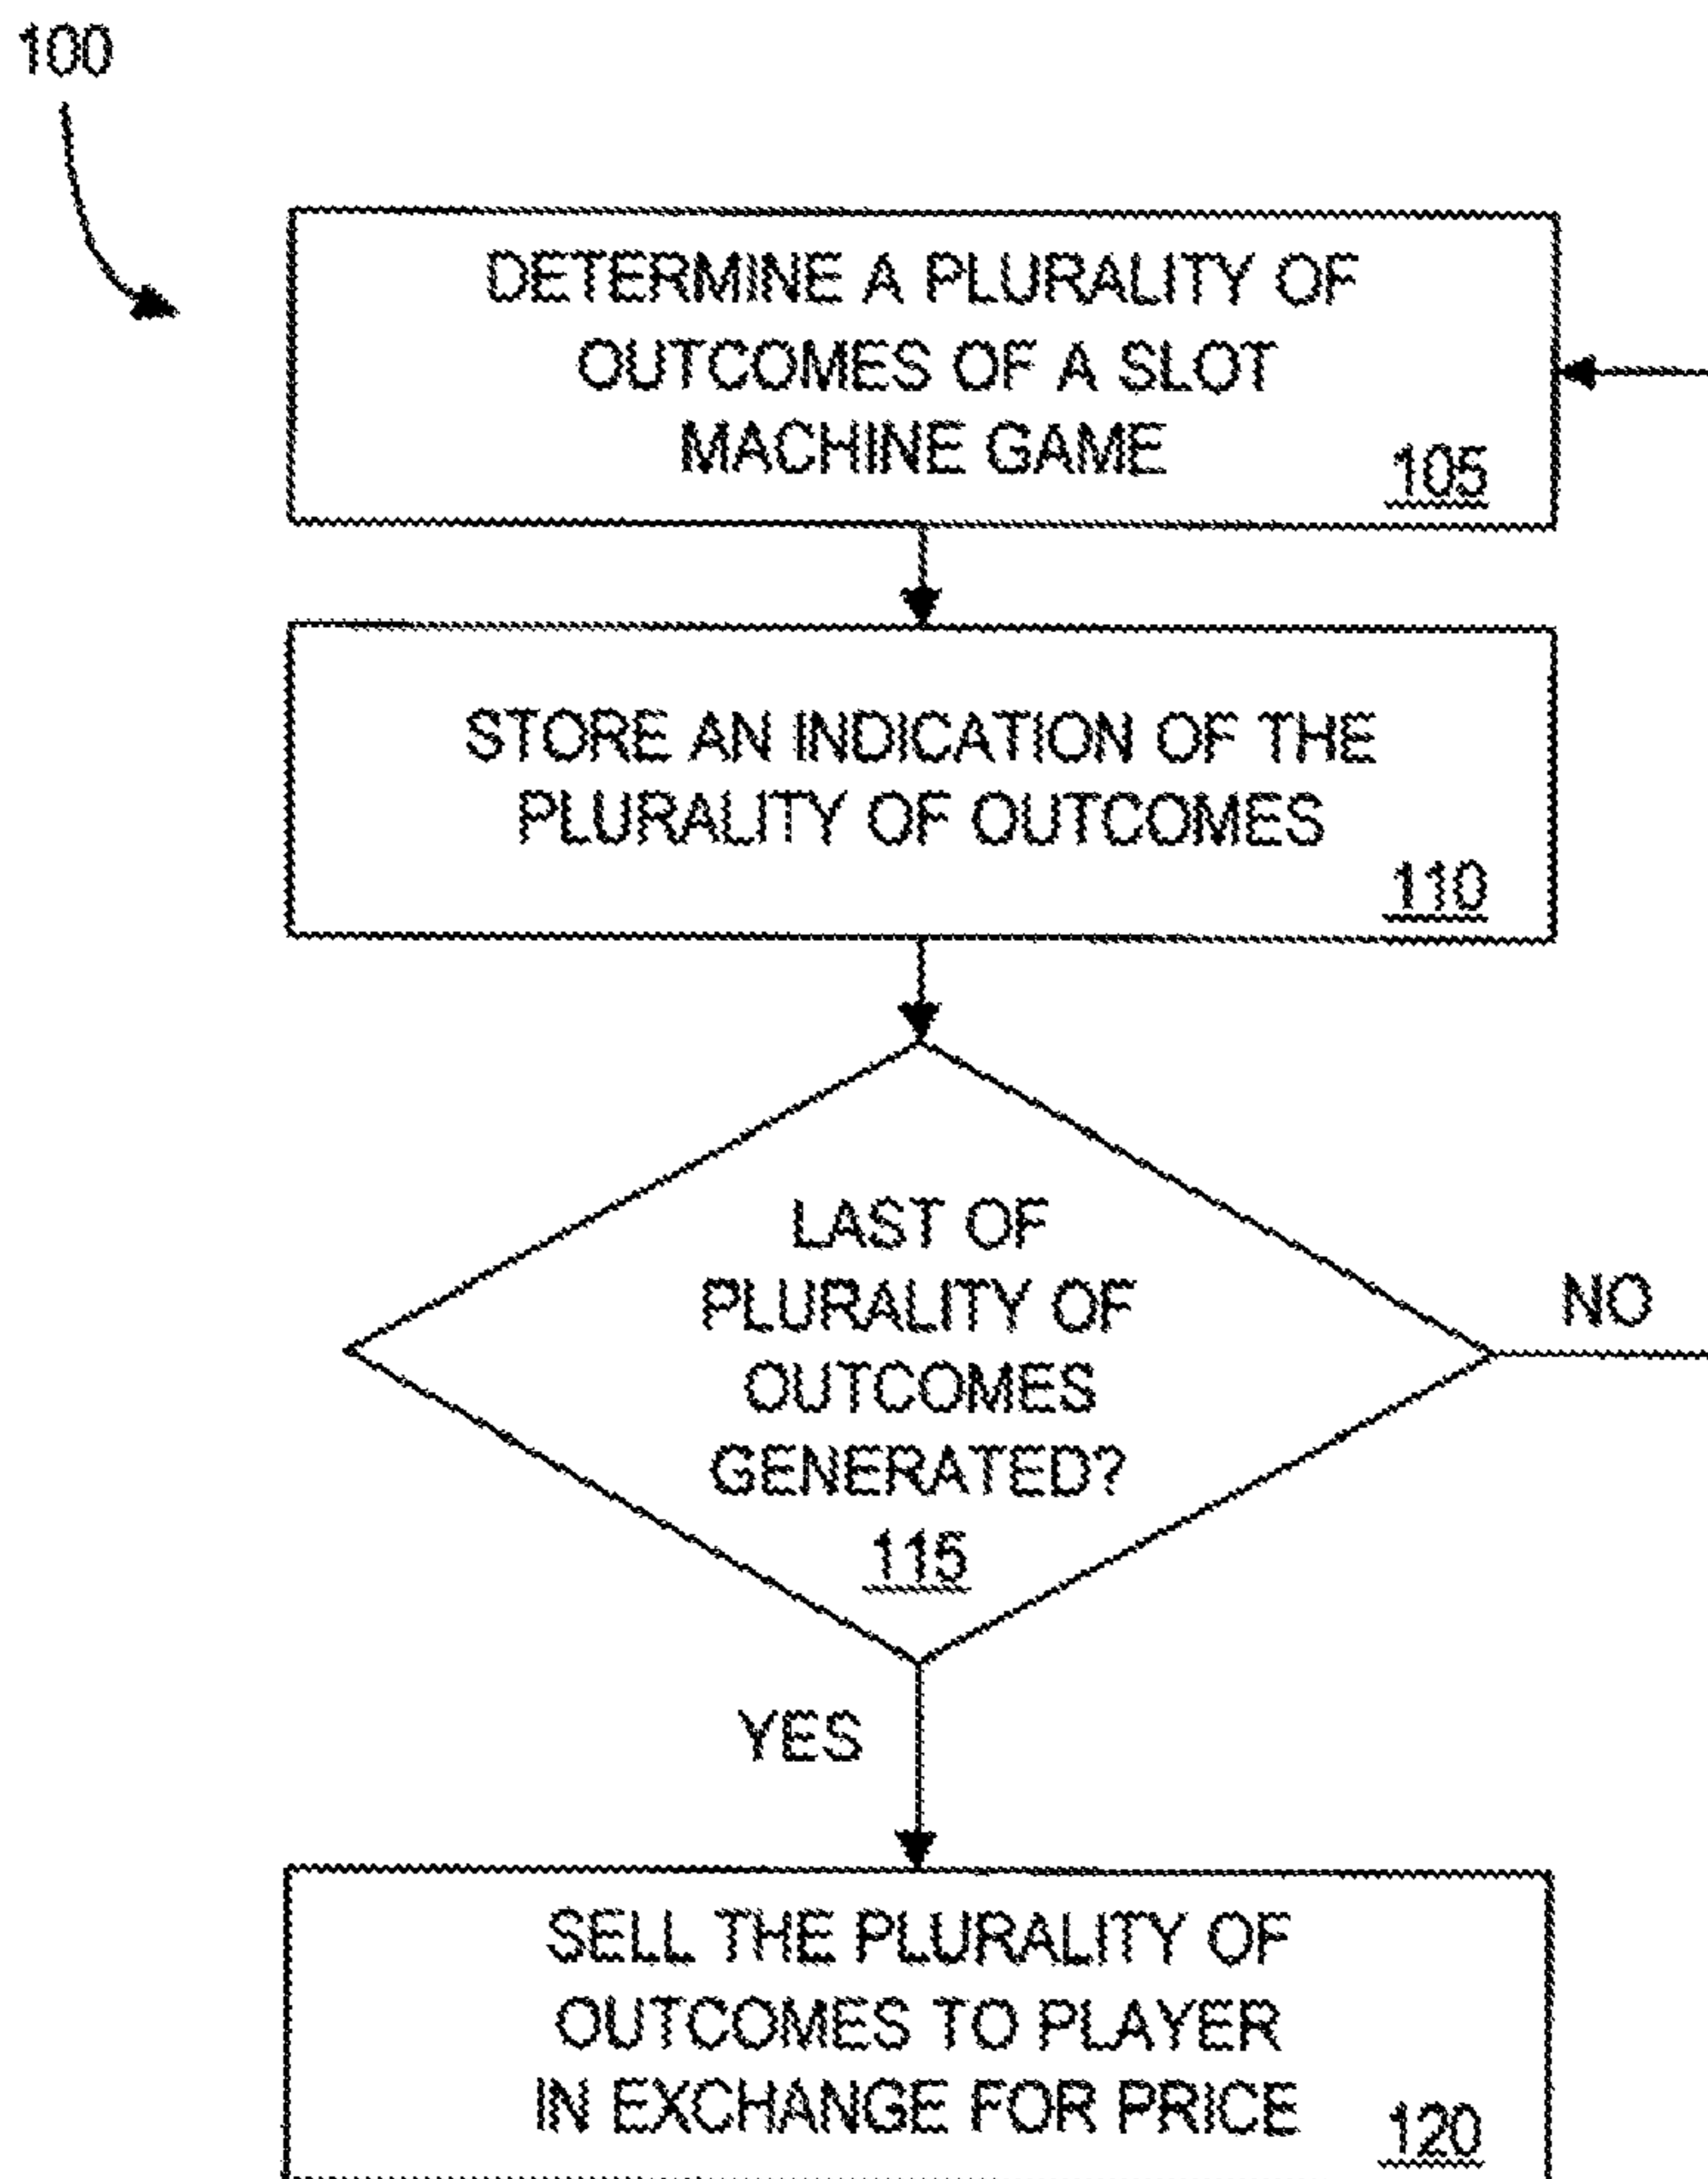 100
DETERMINE A PLURALITY OF
OUTCOMES OF A SLOT
MACHINE GAME
105
STORE AN INDICATION OF THE
PLURALITY OF OUTCOMES
110
LAST OF
PLURALITY OF
OUTCOMES
GENERATED?
115
NO
YES
SELL THE PLURALITY OF
OUTCOMES TO PLAYER
IN EXCHANGE FOR PRICE
120